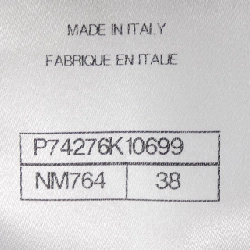 MADE IN ITALY
FABRIQUE EN ITALIE
P74276K10699
NM764 38